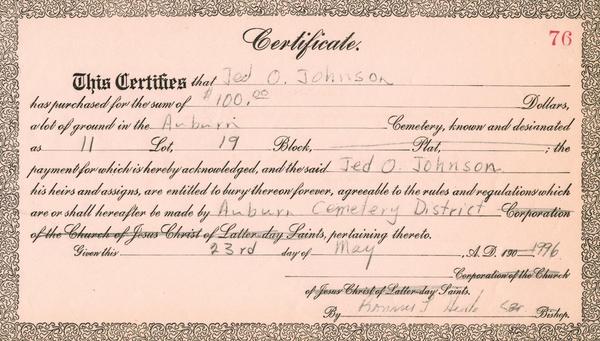 76
Certificate.
This Certifies that Jed O. Johnson
has purchased for the sum of $100.00 Dollars,
a lot of ground in the Auburn Cemetery, known and desianated
as 11 Lot, 19 Block, Plat, ; the
payment for which is hereby acknowledged, and the said Jed O. Johnson
his heirs and assigns, are entitled to bury thereon forever, agreeable to the rules and regulations which
are or shall hereafter be made by Auburn Cemetery District Corporation
of the Church of Jesus Christ of Latter-day Saints, pertaining thereto.
Given this 23rd day of May , A.D. 190 1996
Corporation of the Church
of Jesus Christ of Latter-day Saints.
By Bishop.